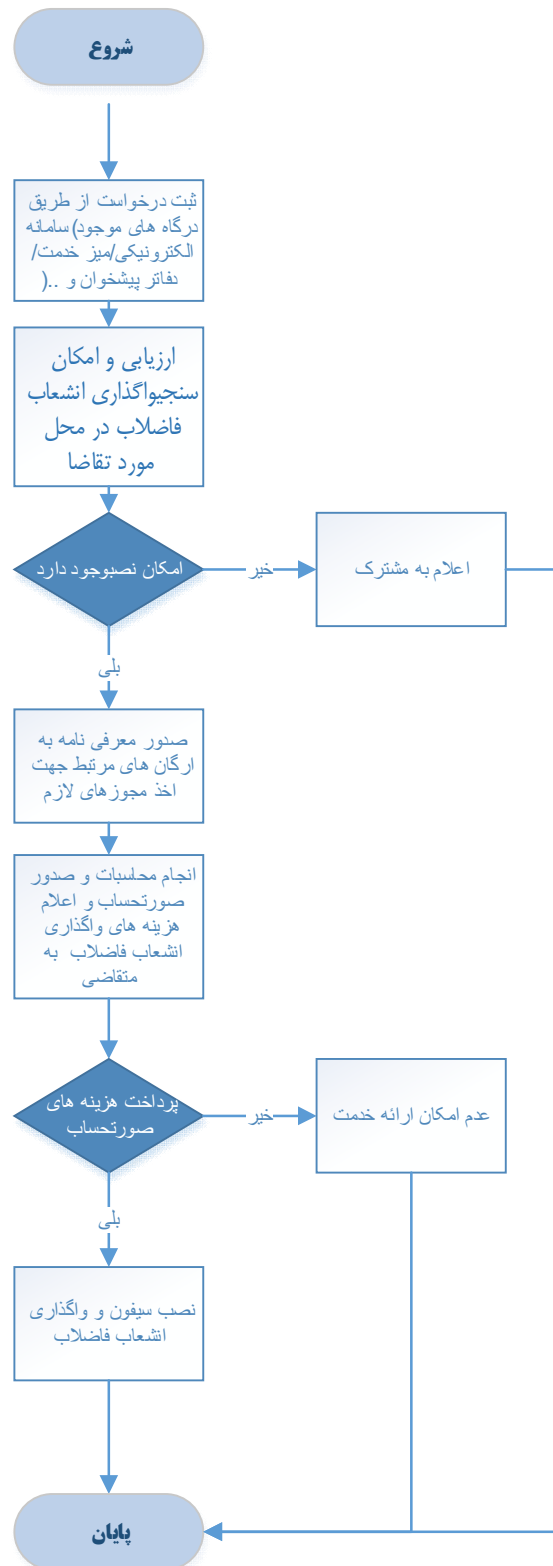 شروع
ثبت درخواست از طریق
درگاه های موجود)سامانه
الکترونیکی/میز خدمت/
دفاتر پیشخوان و ..(
ارزیابی و امکان
سنجیواگذاری انشعاب
فاضلاب در محل
مورد تقاضا
امکان نصبوجود دارد
خیر
اعلام به مشترک
بلی
صدور معرفی نامه به
ارگان های مرتبط جهت
اخذ مجوزهای لازم
انجام محاسبات و صدور
صورتحساب و اعلام
هزینه های واگذاری
انشعاب فاضلاب به
متقاضی
پرداخت هزینه های
صورتحساب
خیر
عدم امکان ارائه خدمت
بلی
نصب سیفون و واگذاری
انشعاب فاضلاب
پایان